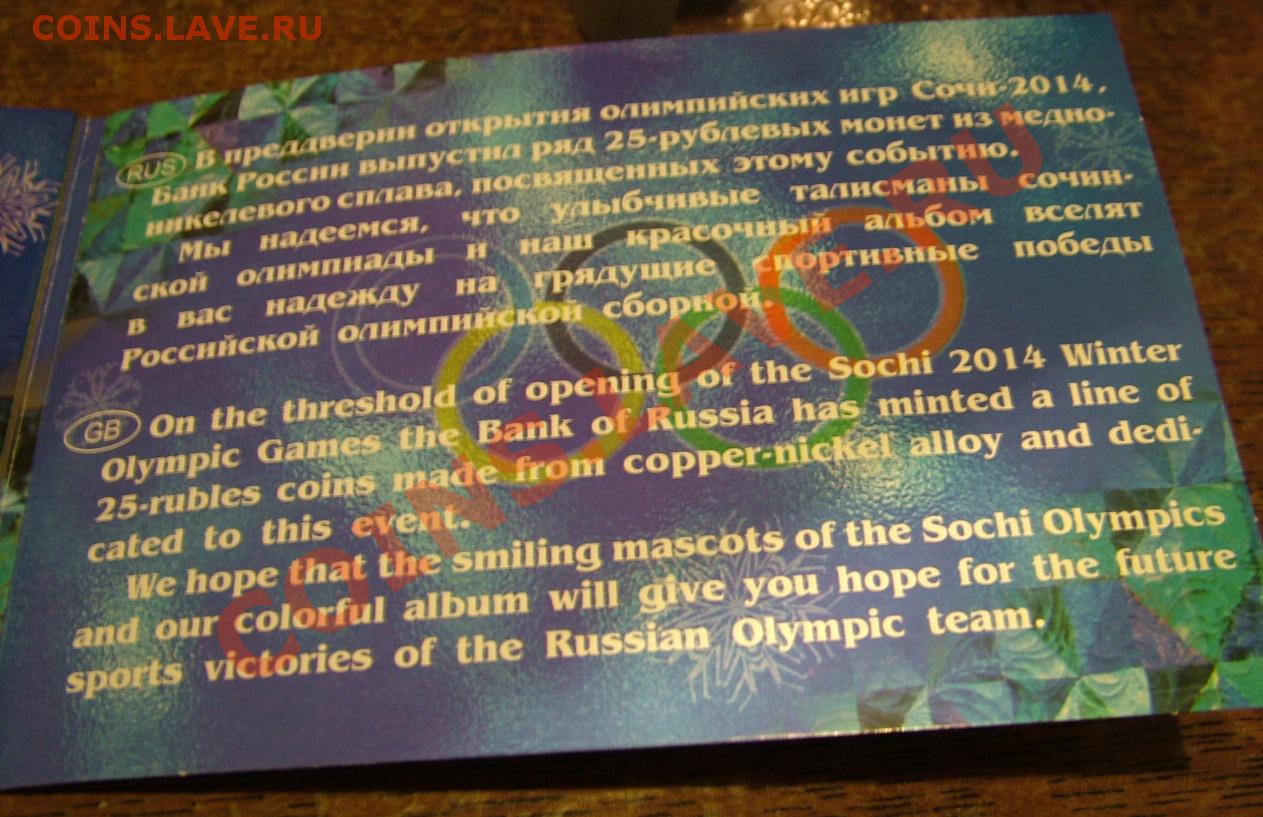 COINS.LAVE.RU
RUS В преддверии открытия олимпийских игр Сочи-2014,
Банк России выпустил ряд 25-рублевых монет из медно-
никелевого сплава, посвященных этому событию.
Мы надеемся, что улыбчивые талисманы сочин-
ской олимпиады и наш красочный альбом вселят
в вас надежду на грядущие спортивные победы
Российской олимпийской сборной.
GB On the threshold of opening of the Sochi 2014 Winter
Olympic Games the Bank of Russia has minted a line of
25-rubles coins made from copper-nickel alloy and dedi-
cated to this event.
We hope that the smiling mascots of the Sochi Olympics
and our colorful album will give you hope for the future
sports victories of the Russian Olympic team.
COINS.LAVE.RU